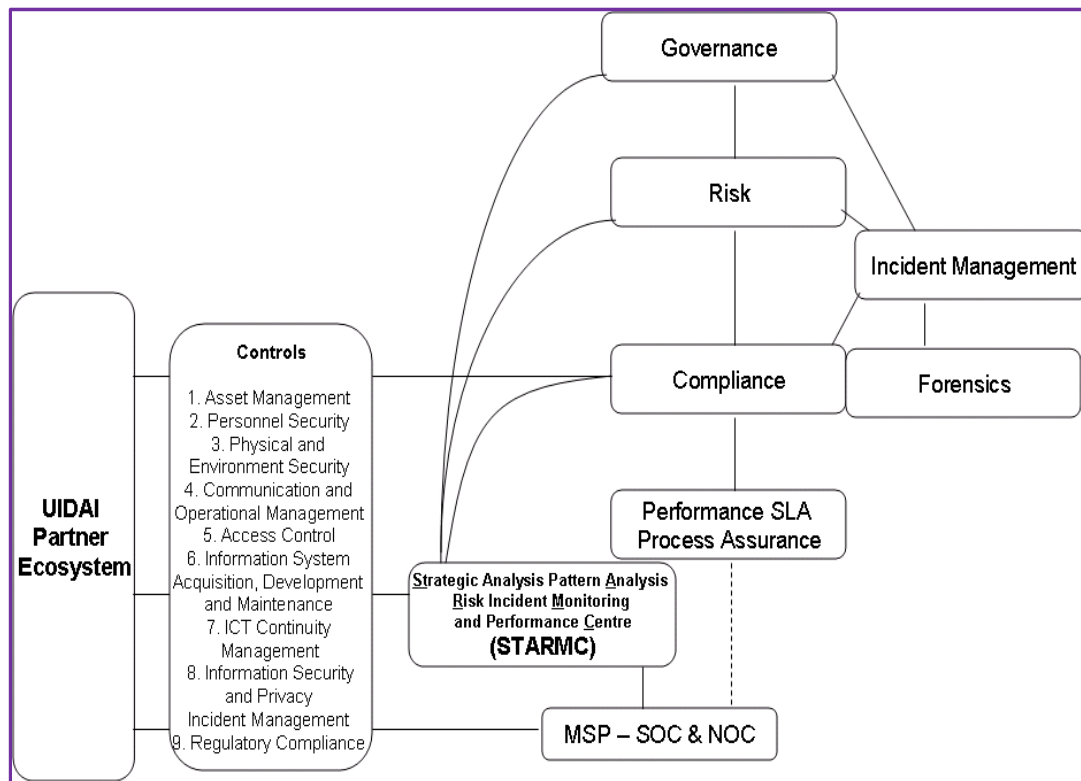 Governance
Risk
Incident Management
Compliance
Forensics
Performance SLA
Process Assurance
UIDAI
Partner
Ecosystem
Controls
1. Asset Management
2. Personnel Security
3. Physical and
Environment Security
4. Communication and
Operational Management
5. Access Control
6. Information System
Acquisition, Development
and Maintenance
7. ICT Continuity
Management
8. Information Security
and Privacy
Incident Management
9. Regulatory Compliance
Strategic Analysis Pattern Analysis
Risk Incident Monitoring
and Performance Centre
(STARMC)
MSP – SOC & NOC